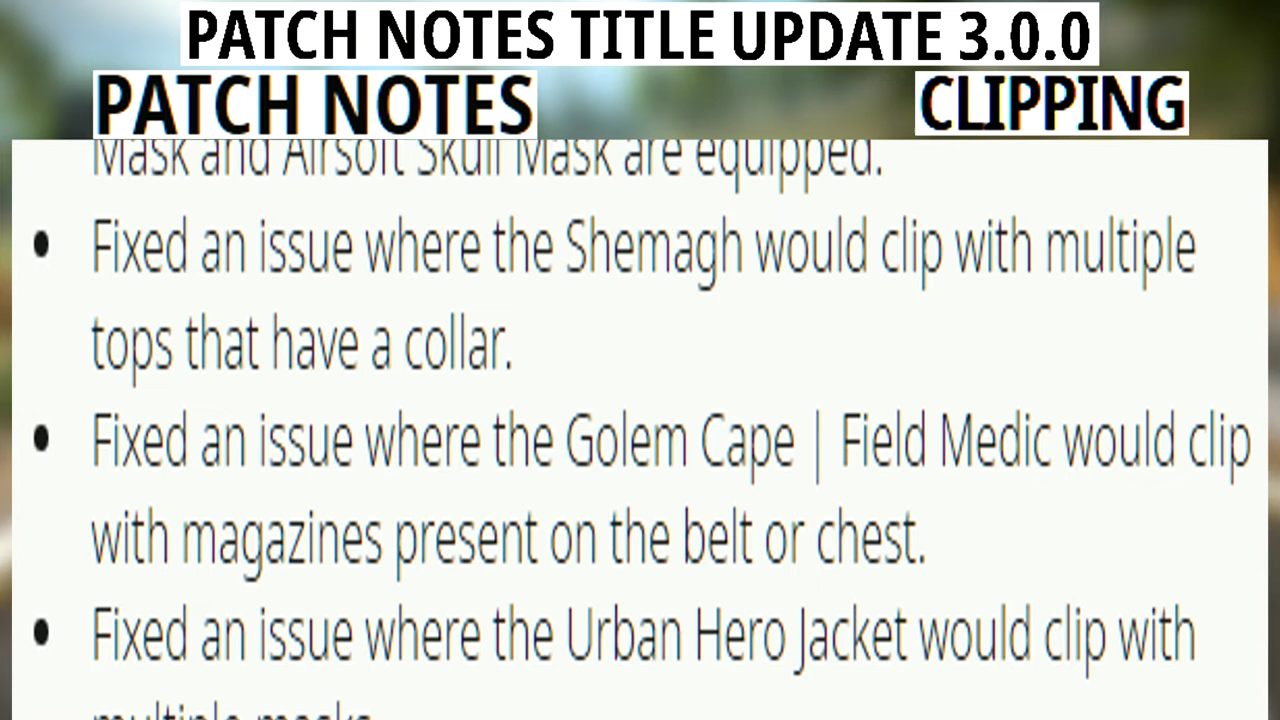 PATCH NOTES TITLE UPDATE 3.0.0
PATCH NOTES CLIPPING
Mask and Airsoft Skull Mask are equipped.
• Fixed an issue where the Shemagh would clip with multiple
tops that have a collar.
• Fixed an issue where the Golem Cape | Field Medic would clip
with magazines present on the belt or chest.
• Fixed an issue where the Urban Hero Jacket would clip with
multiple masks